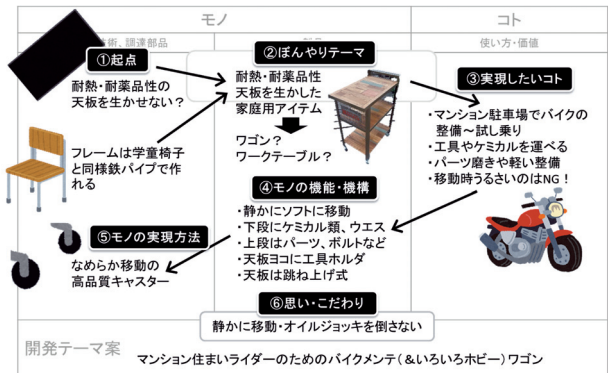 モノ
コト
術、調達部品
使い方・価値
①起点
耐熱・耐薬品性の
天板を生かせない？
フレームは学童椅子
と同様鉄パイプで作
れる
②ぼんやりテーマ
耐熱・耐薬品性
天板を生かした
家庭用アイテム
ワゴン？
ワークテーブル？
③実現したいコト
・マンション駐車場でバイクの
整備～試し乗り
・工具やケミカルを運べる
・パーツ磨きや軽い整備
・移動時うるさいのはNG！
④モノの機能・機構
・静かにソフトに移動
・下段にケミカル類、ウエス
・上段はパーツ、ボルトなど
・天板ヨコに工具ホルダ
・天板は跳ね上げ式
⑤モノの実現方法
なめらか移動の
高品質キャスター
⑥思い・こだわり
静かに移動・オイルジョッキを倒さない
開発テーマ案
マンション住まいライダーのためのバイクメンテ（＆いろいろホビー）ワゴン